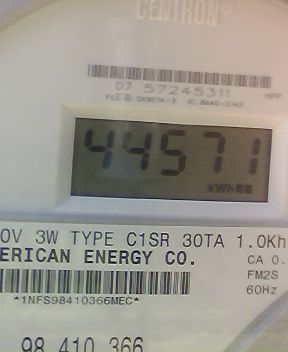 CENTRON®
07 57245311
44571
kWh
0V 3W TYPE C1SR 30TA 1.0Kh
ERICAN ENERGY CO.
CA 0.
FM2S
60Hz
*1NFS98410366MEC*
98 410 366